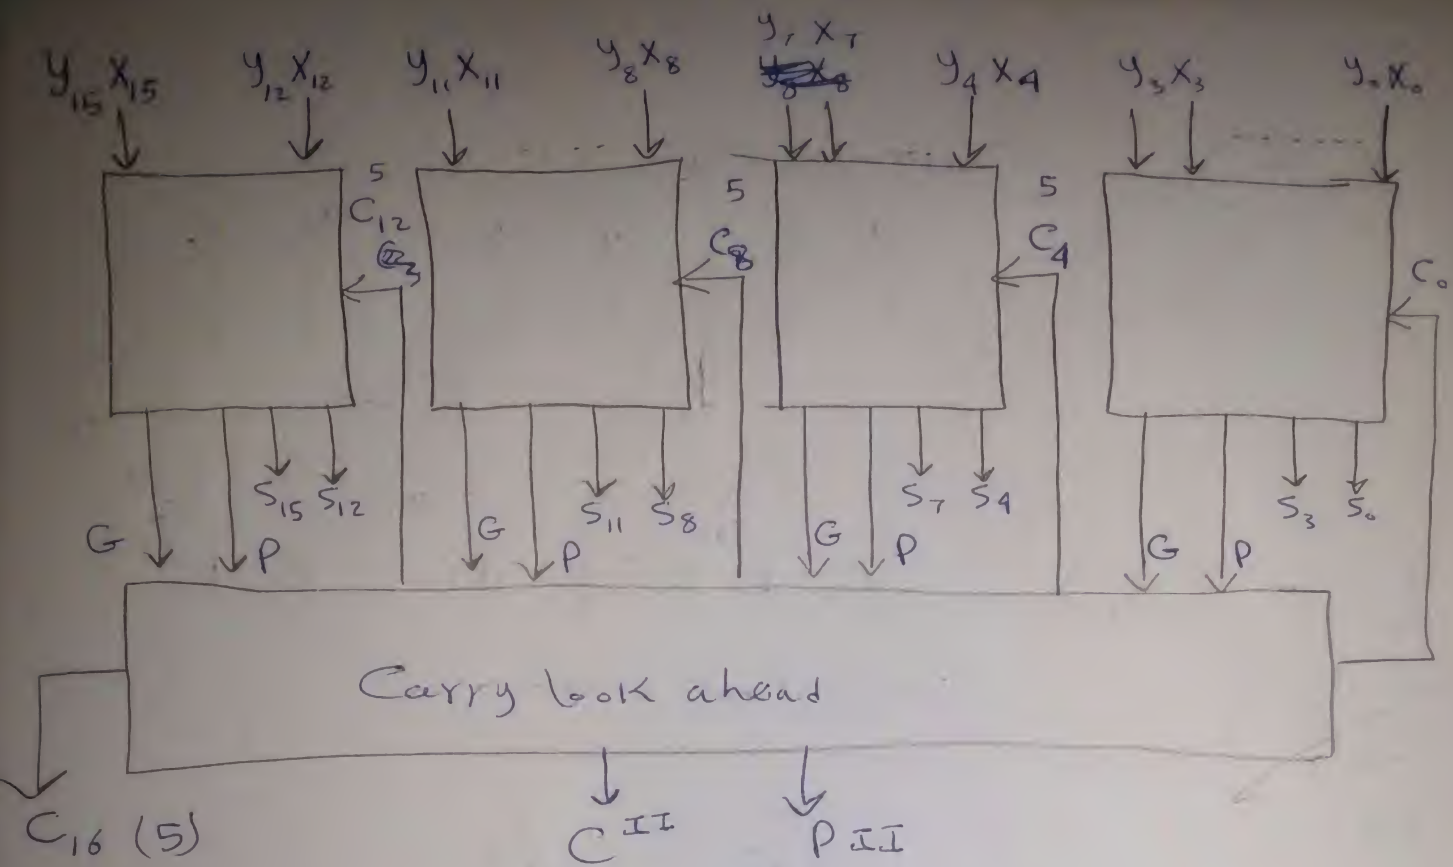 y₇ x₇
y₁₅ x₁₅ y₁₂ x₁₂ y₁₁ x₁₁ y₈ x₈ y₄ x₄ y₃ x₃ y₀ x₀
5 5 5
C₁₂ C₈ C₄ C₀
S₁₅ S₁₂ S₁₁ S₈ S₇ S₄ S₃ S₀
G P G P G P G P
Carry look ahead
C₁₆ (5) C^II P II